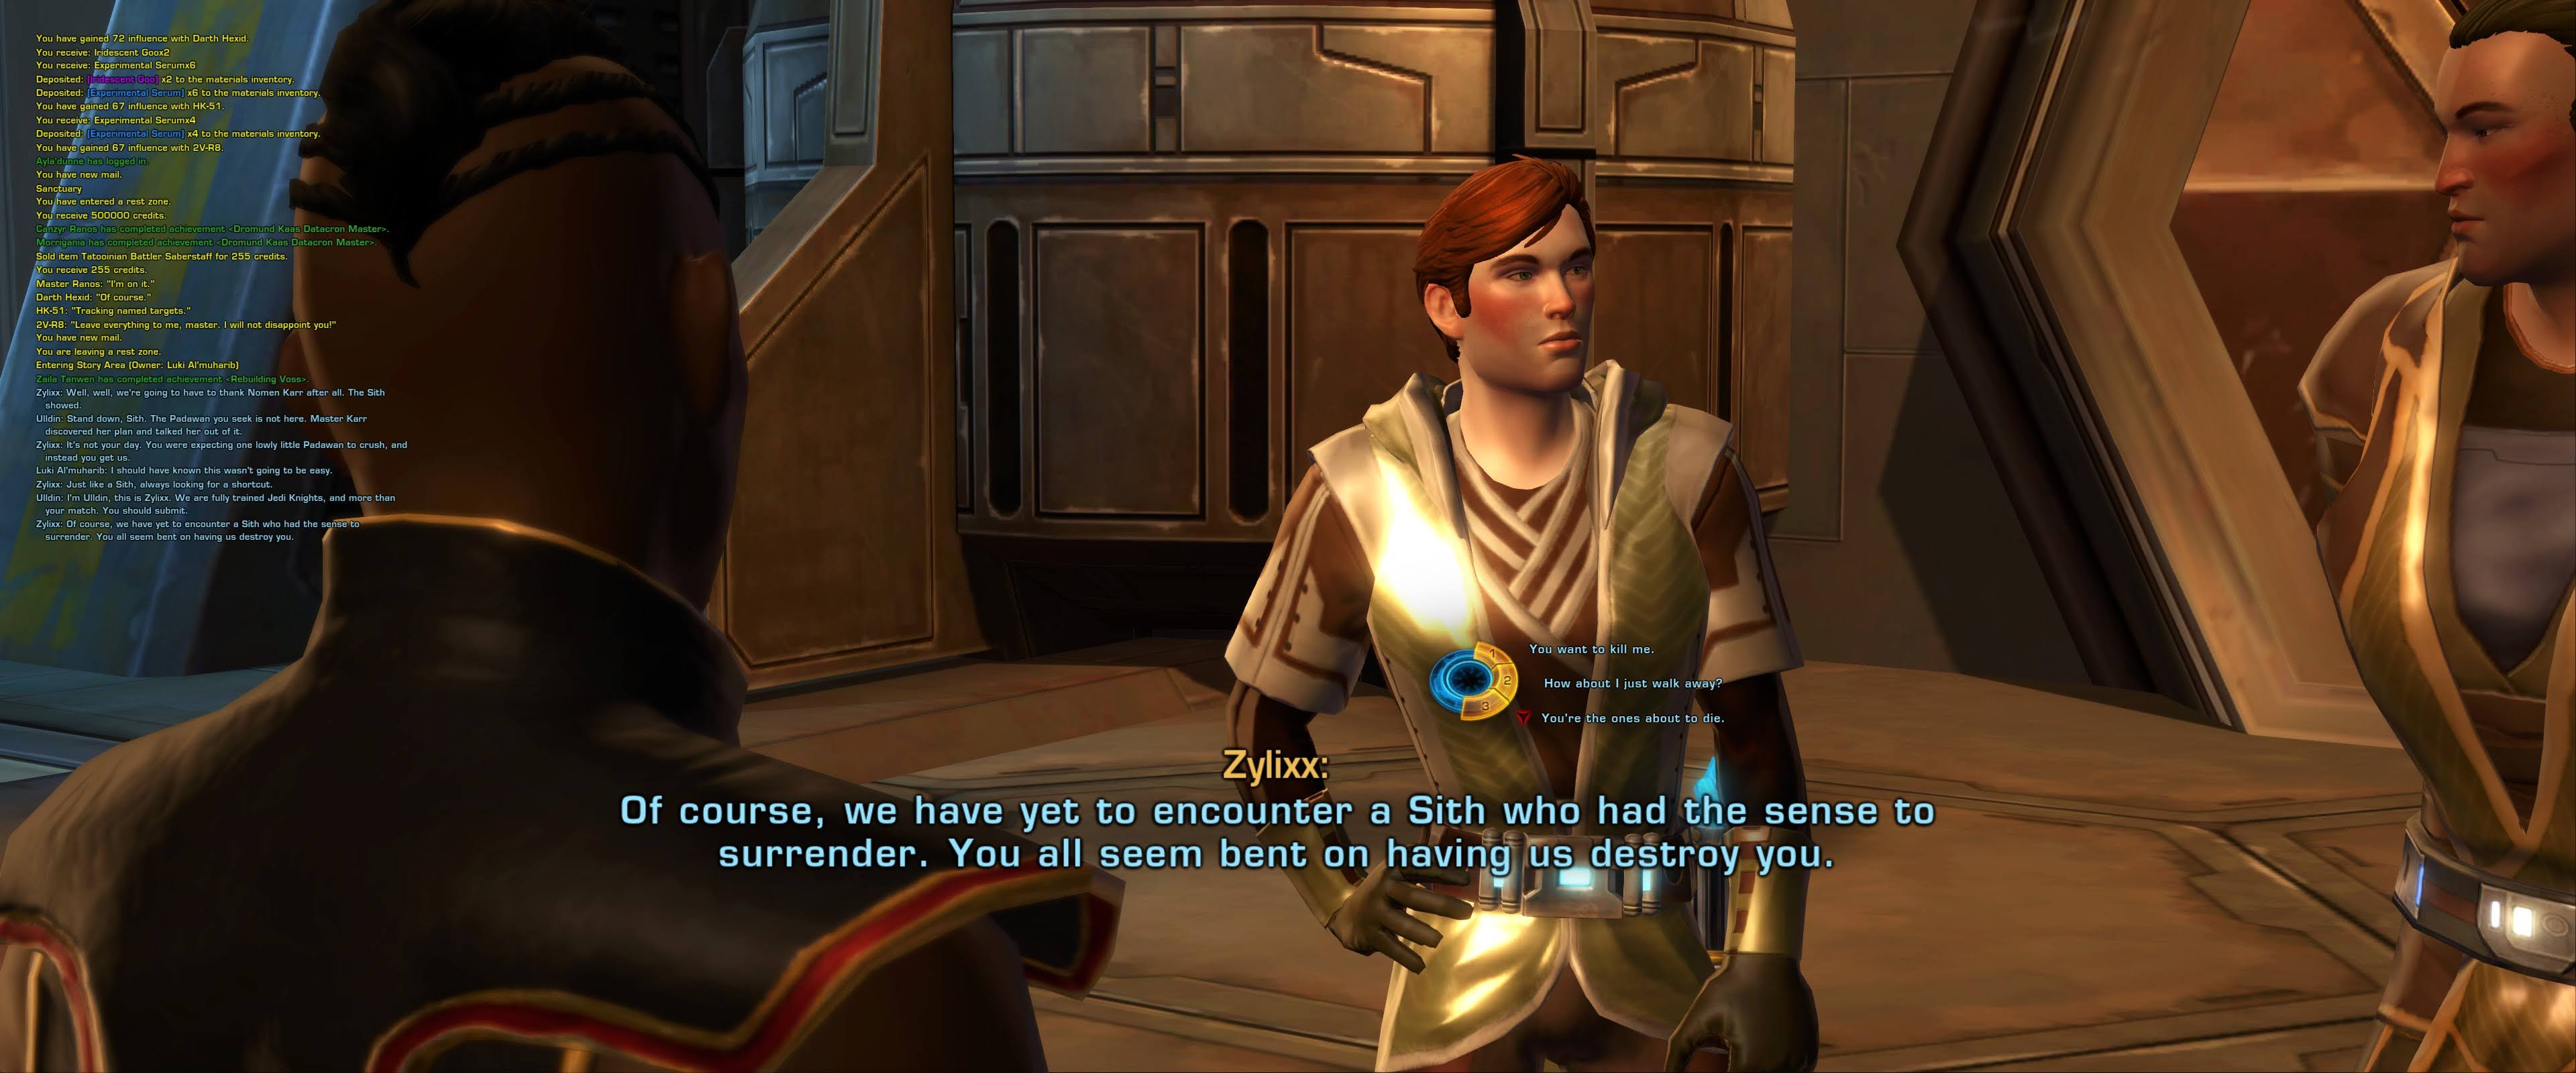 You have gained 72 influence with Darth Hexid.
You receive: Iridescent Goox2
You receive: Experimental Serumx6
Deposited: [Iridescent Goo] x2 to the materials inventory.
Deposited: [Experimental Serum] x6 to the materials inventory.
You have gained 67 influence with HK-51.
You receive: Experimental Serumx4
Deposited: [Experimental Serum] x4 to the materials inventory.
You have gained 67 influence with 2V-R8.
Ayla'dunne has logged in.
You have new mail.
Sanctuary
You have entered a rest zone.
You receive 500000 credits.
Canzyr Ranos has completed achievement <Dromund Kaas Datacron Master>.
Morrigania has completed achievement <Dromund Kaas Datacron Master>.
Sold item Tatooinian Battler Saberstaff for 255 credits.
You receive 255 credits.
Master Ranos: "I'm on it."
Darth Hexid: "Of course."
HK-51: "Tracking named targets."
2V-R8: "Leave everything to me, master. I will not disappoint you!"
You have new mail.
You are leaving a rest zone.
Entering Story Area (Owner: Luki Al'muharib)
Zaila Tanwen has completed achievement <Rebuilding Voss>.
Zylixx: Well, well, we're going to have to thank Nomen Karr after all. The Sith
showed.
Ulldin: Stand down, Sith. The Padawan you seek is not here. Master Karr
discovered her plan and talked her out of it.
Zylixx: It's not your day. You were expecting one lowly little Padawan to crush, and
instead you get us.
Luki Al'muharib: I should have known this wasn't going to be easy.
Zylixx: Just like a Sith, always looking for a shortcut.
Ulldin: I'm Ulldin, this is Zylixx. We are fully trained Jedi Knights, and more than
your match. You should submit.
Zylixx: Of course, we have yet to encounter a Sith who had the sense to
surrender. You all seem bent on having us destroy you.
1 You want to kill me.
2 How about I just walk away?
3 You're the ones about to die.
Zylixx:
Of course, we have yet to encounter a Sith who had the sense to
surrender. You all seem bent on having us destroy you.